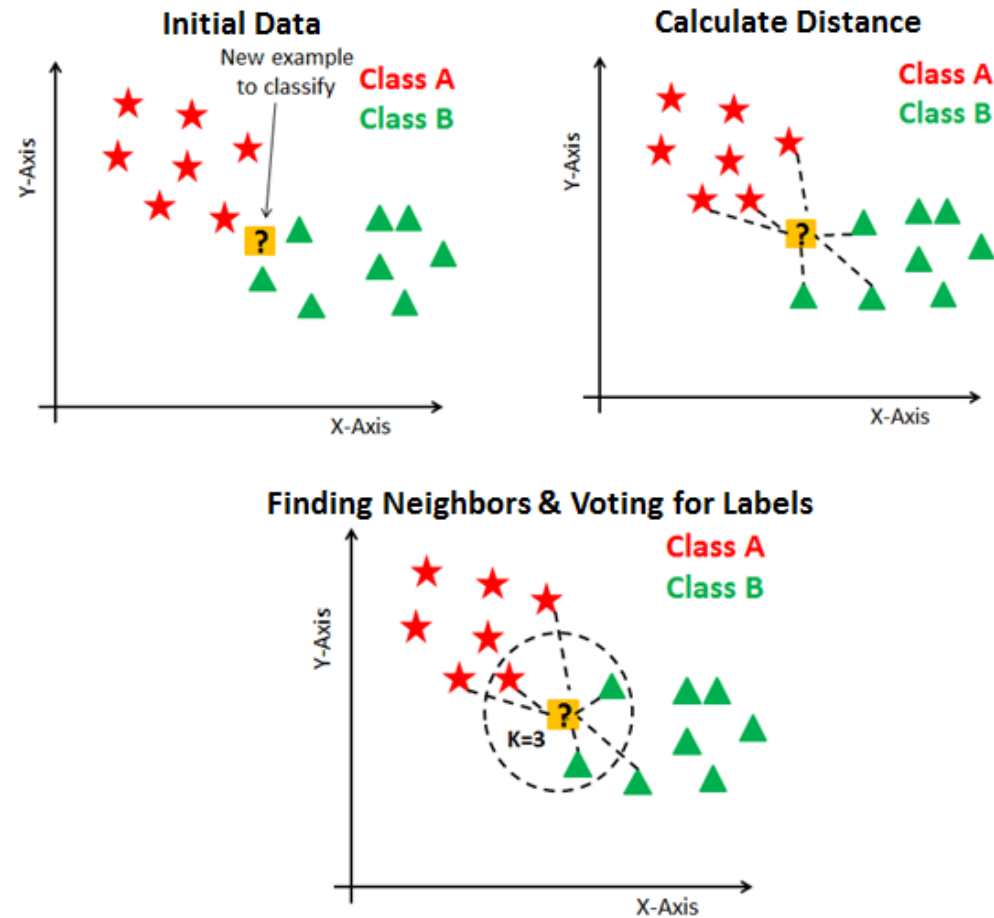 Initial Data
New example
to classify
Class A
Class B
?
Y-Axis
X-Axis
Calculate Distance
Class A
Class B
?
Y-Axis
X-Axis
Finding Neighbors & Voting for Labels
Class A
Class B
?
K=3
Y-Axis
X-Axis